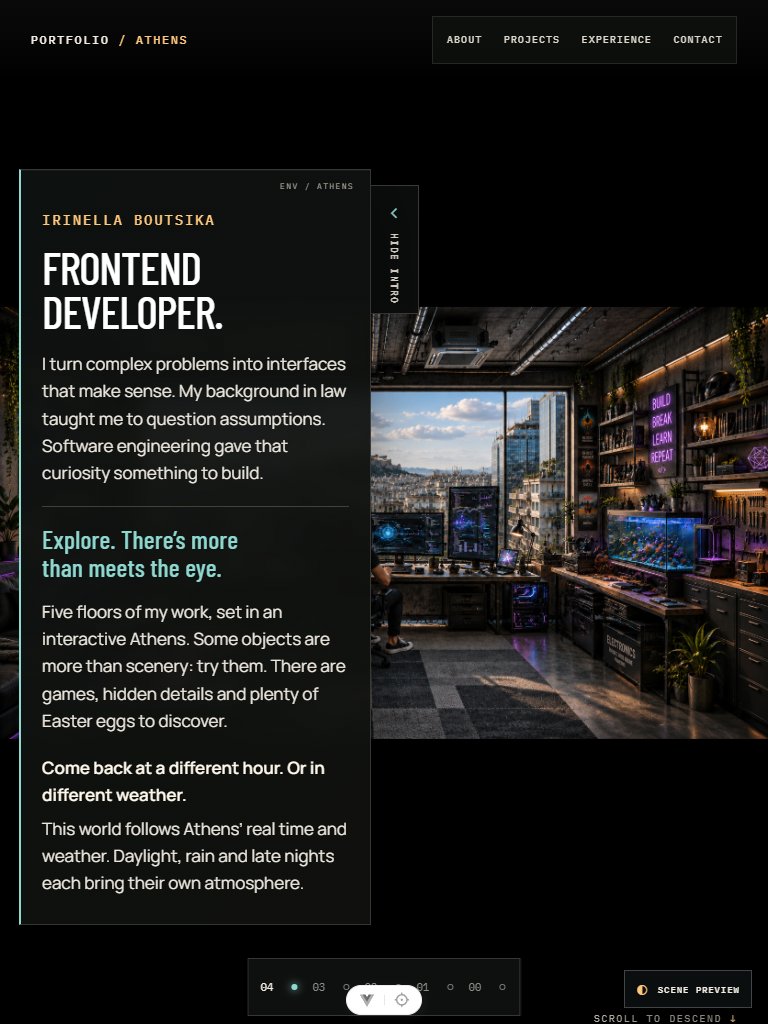 PORTFOLIO / ATHENS
ABOUT PROJECTS EXPERIENCE CONTACT
ENV / ATHENS
IRINELLA BOUTSIKA
FRONTEND
DEVELOPER.
I turn complex problems into interfaces
that make sense. My background in law
taught me to question assumptions.
Software engineering gave that
curiosity something to build.
Explore. There's more
than meets the eye.
Five floors of my work, set in an
interactive Athens. Some objects are
more than scenery: try them. There are
games, hidden details and plenty of
Easter eggs to discover.
Come back at a different hour. Or in
different weather.
This world follows Athens’ real time and
weather. Daylight, rain and late nights
each bring their own atmosphere.
HIDE INTRO
BUILD
BREAK
LEARN
REPEAT
</>
ELECTRONICS
04 03 01 00
SCENE PREVIEW
SCROLL TO DESCEND ↓